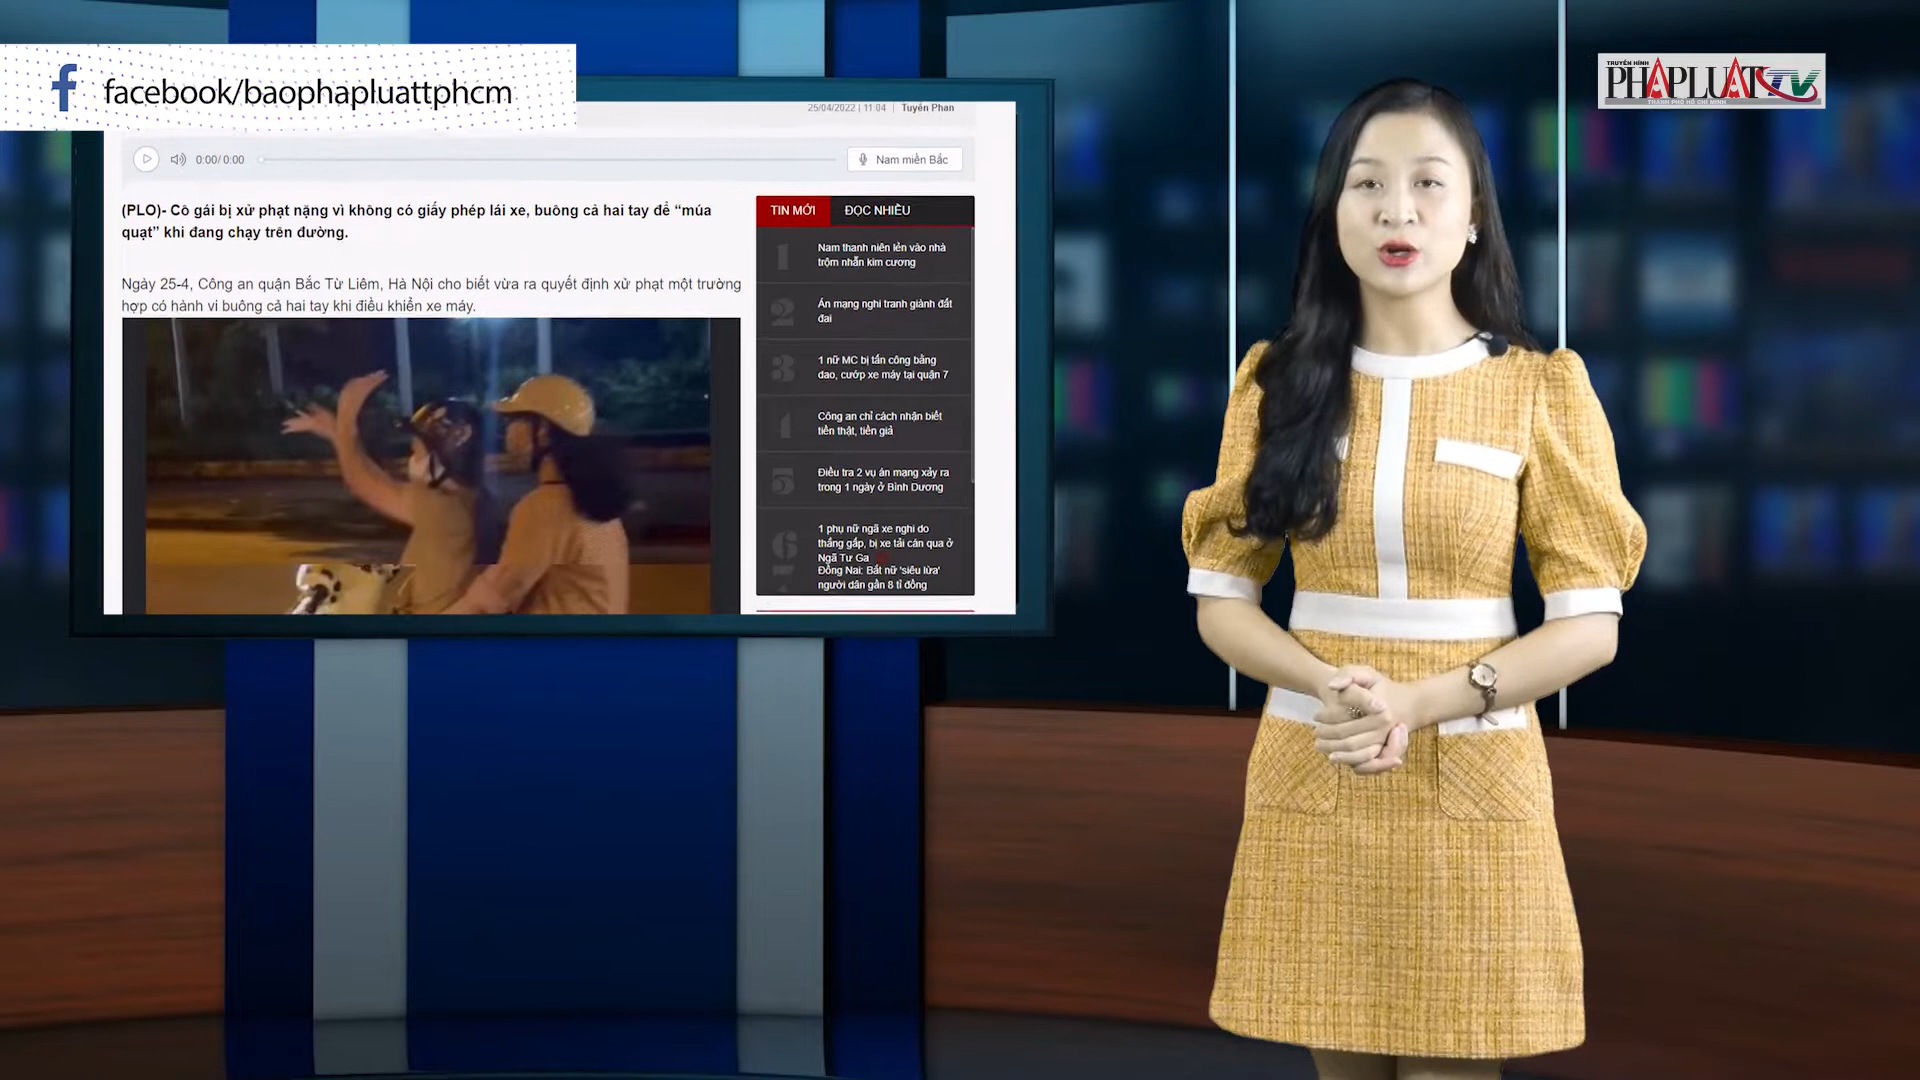 facebook/baophapluattphcm
TRUYỀN HÌNH
PHAPLUAT TV
THÀNH PHỐ HỒ CHÍ MINH
25/04/2022 | 11:04 | Tuyến Phan
0:00/ 0:00
Nam miền Bắc
(PLO)- Cô gái bị xử phạt nặng vì không có giấy phép lái xe, buông cả hai tay để “múa
quạt” khi đang chạy trên đường.
Ngày 25-4, Công an quận Bắc Từ Liêm, Hà Nội cho biết vừa ra quyết định xử phạt một trường
hợp có hành vi buông cả hai tay khi điều khiển xe máy.
TIN MỚI ĐỌC NHIỀU
1 Nam thanh niên lẻn vào nhà
trộm nhẫn kim cương
2 Án mạng nghi tranh giành đất
đai
3 1 nữ MC bị tấn công bằng
dao, cướp xe máy tại quận 7
4 Công an chỉ cách nhận biết
tiền thật, tiền giả
5 Điều tra 2 vụ án mạng xảy ra
trong 1 ngày ở Bình Dương
6 1 phụ nữ ngã xe nghi do
thắng gấp, bị xe tải cán qua ở
Ngã Tư Ga
7 Đồng Nai: Bắt nữ 'siêu lừa'
người dân gần 8 tỉ đồng